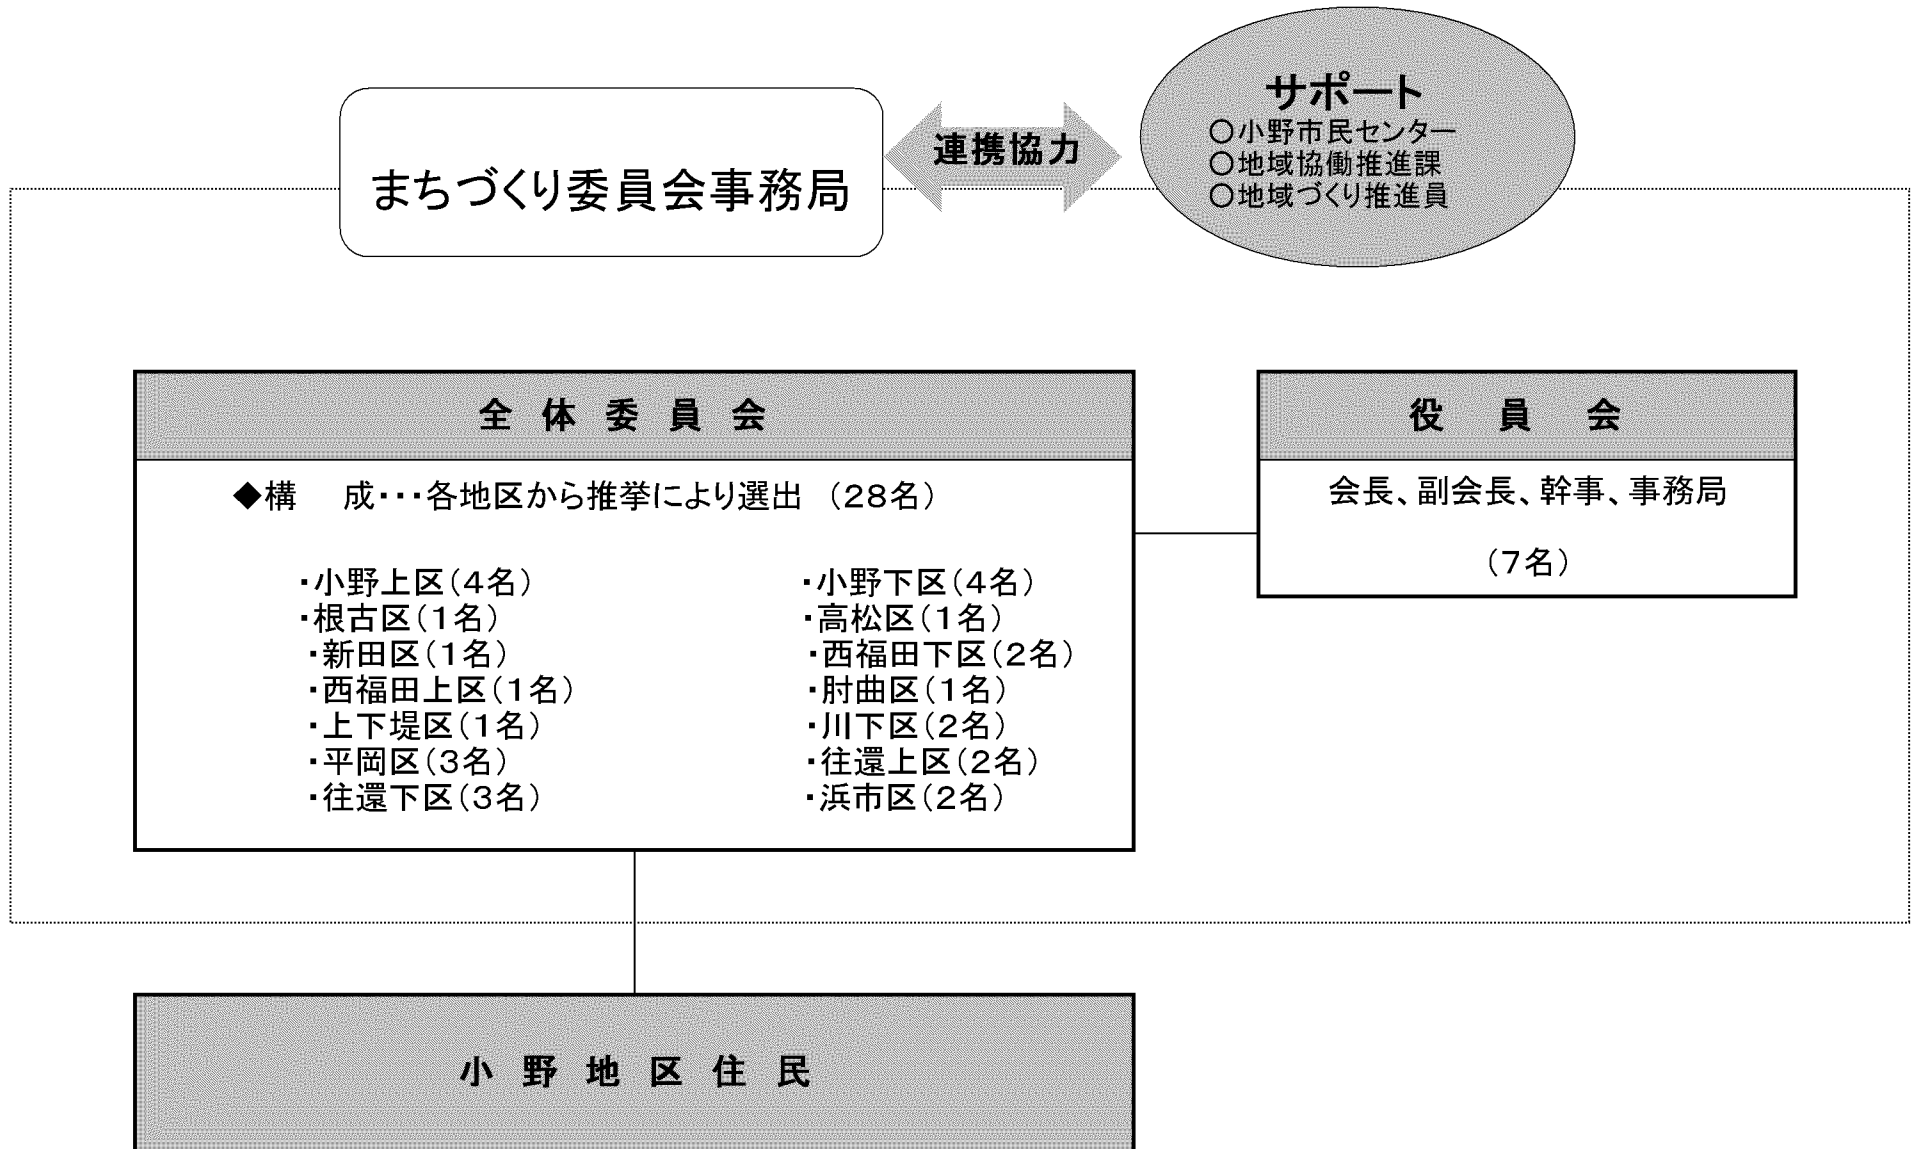 まちづくり委員会事務局
連携協力
サポート
○小野市民センター
○地域協働推進課
○地域づくり推進員
全体委員会
◆構　成・・・各地区から推挙により選出　（28名）
・小野上区（4名）
・小野下区（4名）
・根古区（1名）
・高松区（1名）
・新田区（1名）
・西福田下区（2名）
・西福田上区（1名）
・肘曲区（1名）
・上下堤区（1名）
・川下区（2名）
・平岡区（3名）
・往還上区（2名）
・往還下区（3名）
・浜市区（2名）
役員会
会長、副会長、幹事、事務局
（7名）
小野地区住民